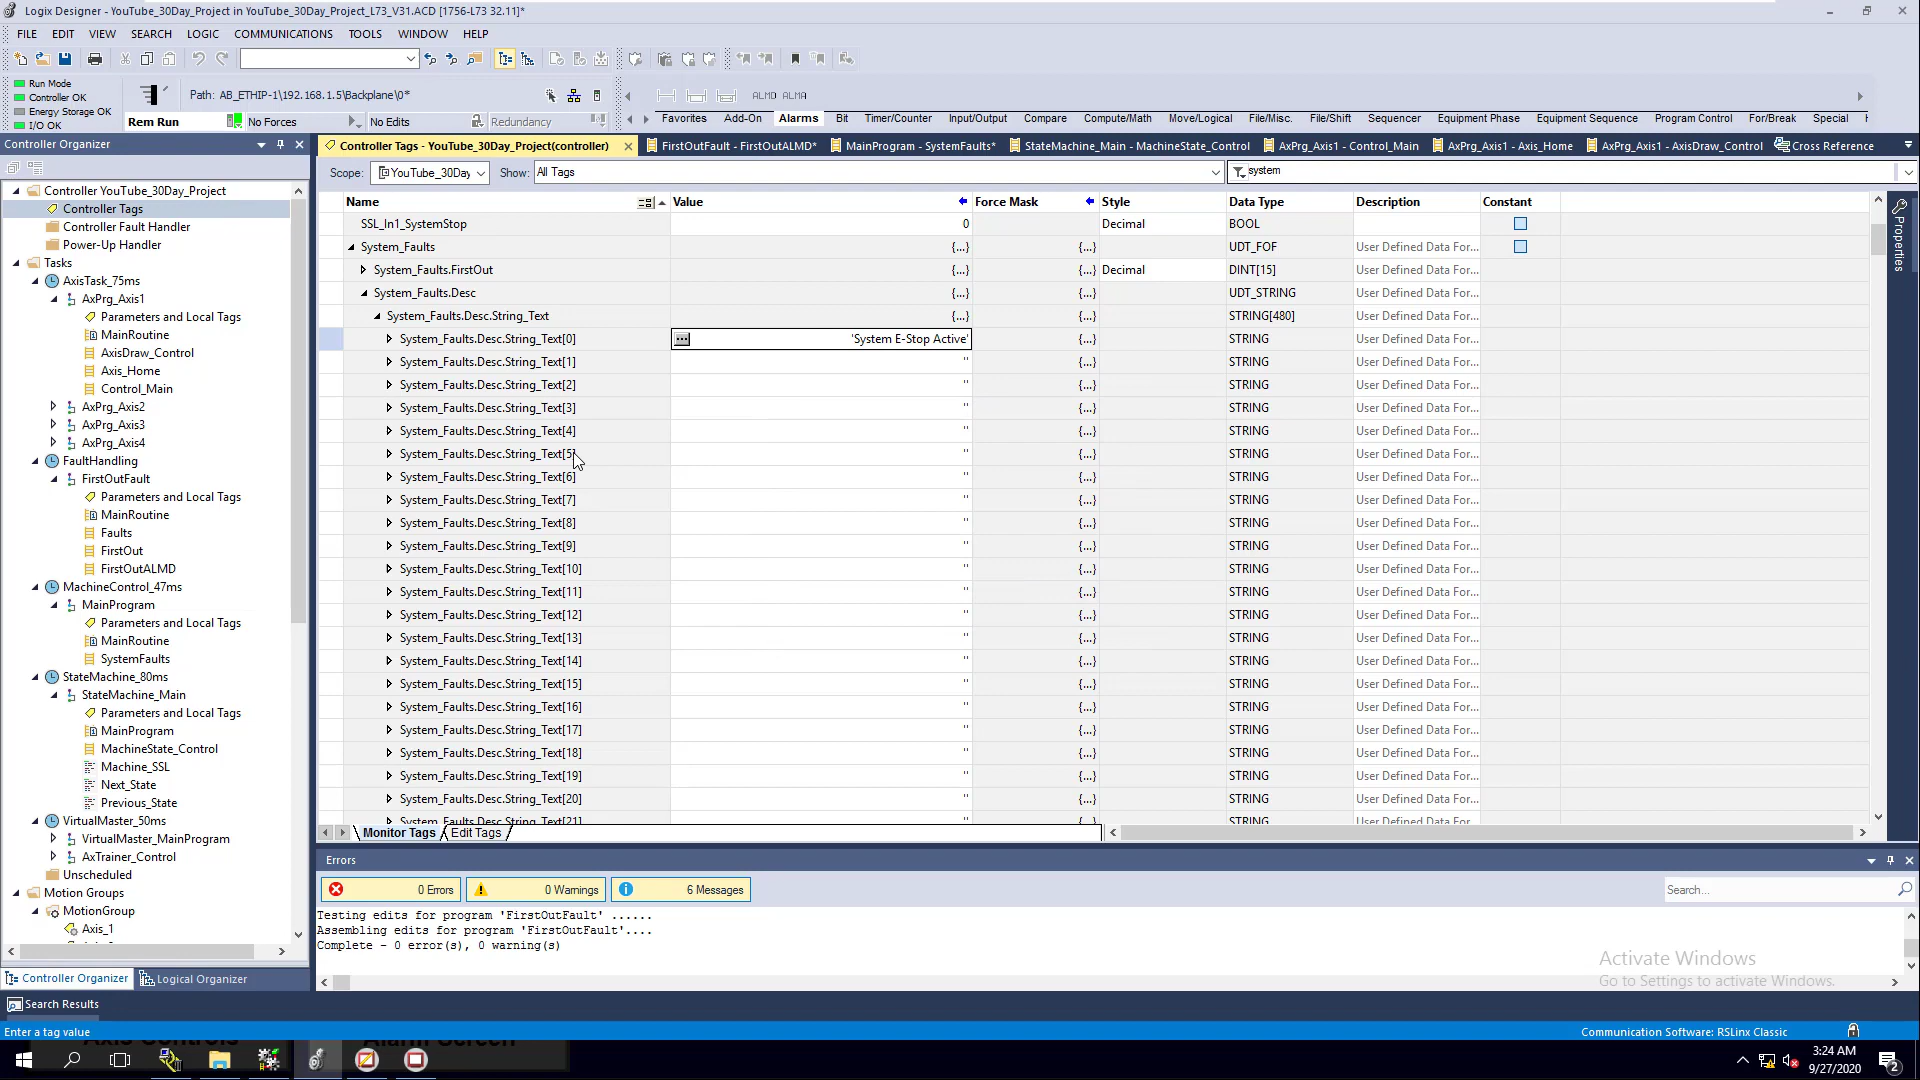 Logix Designer - YouTube_30Day_Project in YouTube_30Day_Project_L73_V31.ACD [1756-L73 32.11]*
FILE EDIT VIEW SEARCH LOGIC COMMUNICATIONS TOOLS WINDOW HELP
Run Mode
Controller OK
Energy Storage OK
I/O OK
Path: AB_ETHIP-1\192.168.1.5\Backplane\0*
Rem Run No Forces No Edits Redundancy
ALMD ALMA
Favorites Add-On Alarms Bit Timer/Counter Input/Output Compare Compute/Math Move/Logical File/Misc. File/Shift Sequencer Equipment Phase Equipment Sequence Program Control For/Break Special
Controller Organizer
Controller YouTube_30Day_Project
Controller Tags
Controller Fault Handler
Power-Up Handler
Tasks
AxisTask_75ms
AxPrg_Axis1
Parameters and Local Tags
MainRoutine
AxisDraw_Control
Axis_Home
Control_Main
AxPrg_Axis2
AxPrg_Axis3
AxPrg_Axis4
FaultHandling
FirstOutFault
Parameters and Local Tags
MainRoutine
Faults
FirstOut
FirstOutALMD
MachineControl_47ms
MainProgram
Parameters and Local Tags
MainRoutine
SystemFaults
StateMachine_80ms
StateMachine_Main
Parameters and Local Tags
MainProgram
MachineState_Control
Machine_SSL
Next_State
Previous_State
VirtualMaster_50ms
VirtualMaster_MainProgram
AxTrainer_Control
Unscheduled
Motion Groups
MotionGroup
Axis_1
Controller Organizer Logical Organizer
Controller Tags - YouTube_30Day_Project(controller) FirstOutFault - FirstOutALMD* MainProgram - SystemFaults* StateMachine_Main - MachineState_Control AxPrg_Axis1 - Control_Main AxPrg_Axis1 - Axis_Home AxPrg_Axis1 - AxisDraw_Control Cross Reference
Scope: YouTube_30Day Show: All Tags system
Name Value Force Mask Style Data Type Description Constant
SSL_In1_SystemStop 0 Decimal BOOL
System_Faults {...} {...} UDT_FOF User Defined Data For...
System_Faults.FirstOut {...} {...} Decimal DINT[15] User Defined Data For...
System_Faults.Desc {...} {...} UDT_STRING User Defined Data For...
System_Faults.Desc.String_Text {...} {...} STRING[480] User Defined Data For...
System_Faults.Desc.String_Text[0] ... 'System E-Stop Active' {...} STRING User Defined Data For...
System_Faults.Desc.String_Text[1] '' {...} STRING User Defined Data For...
System_Faults.Desc.String_Text[2] '' {...} STRING User Defined Data For...
System_Faults.Desc.String_Text[3] '' {...} STRING User Defined Data For...
System_Faults.Desc.String_Text[4] '' {...} STRING User Defined Data For...
System_Faults.Desc.String_Text[5] '' {...} STRING User Defined Data For...
System_Faults.Desc.String_Text[6] '' {...} STRING User Defined Data For...
System_Faults.Desc.String_Text[7] '' {...} STRING User Defined Data For...
System_Faults.Desc.String_Text[8] '' {...} STRING User Defined Data For...
System_Faults.Desc.String_Text[9] '' {...} STRING User Defined Data For...
System_Faults.Desc.String_Text[10] '' {...} STRING User Defined Data For...
System_Faults.Desc.String_Text[11] '' {...} STRING User Defined Data For...
System_Faults.Desc.String_Text[12] '' {...} STRING User Defined Data For...
System_Faults.Desc.String_Text[13] '' {...} STRING User Defined Data For...
System_Faults.Desc.String_Text[14] '' {...} STRING User Defined Data For...
System_Faults.Desc.String_Text[15] '' {...} STRING User Defined Data For...
System_Faults.Desc.String_Text[16] '' {...} STRING User Defined Data For...
System_Faults.Desc.String_Text[17] '' {...} STRING User Defined Data For...
System_Faults.Desc.String_Text[18] '' {...} STRING User Defined Data For...
System_Faults.Desc.String_Text[19] '' {...} STRING User Defined Data For...
System_Faults.Desc.String_Text[20] '' {...} STRING User Defined Data For...
System_Faults.Desc.String_Text[21] '' {...} STRING User Defined Data For...
Monitor Tags Edit Tags
Properties
Errors
0 Errors 0 Warnings 6 Messages Search...
Testing edits for program 'FirstOutFault' ......
Assembling edits for program 'FirstOutFault'....
Complete - 0 error(s), 0 warning(s)
Activate Windows
Go to Settings to activate Windows.
Search Results
Enter a tag value Communication Software: RSLinx Classic
3:24 AM
9/27/2020
2